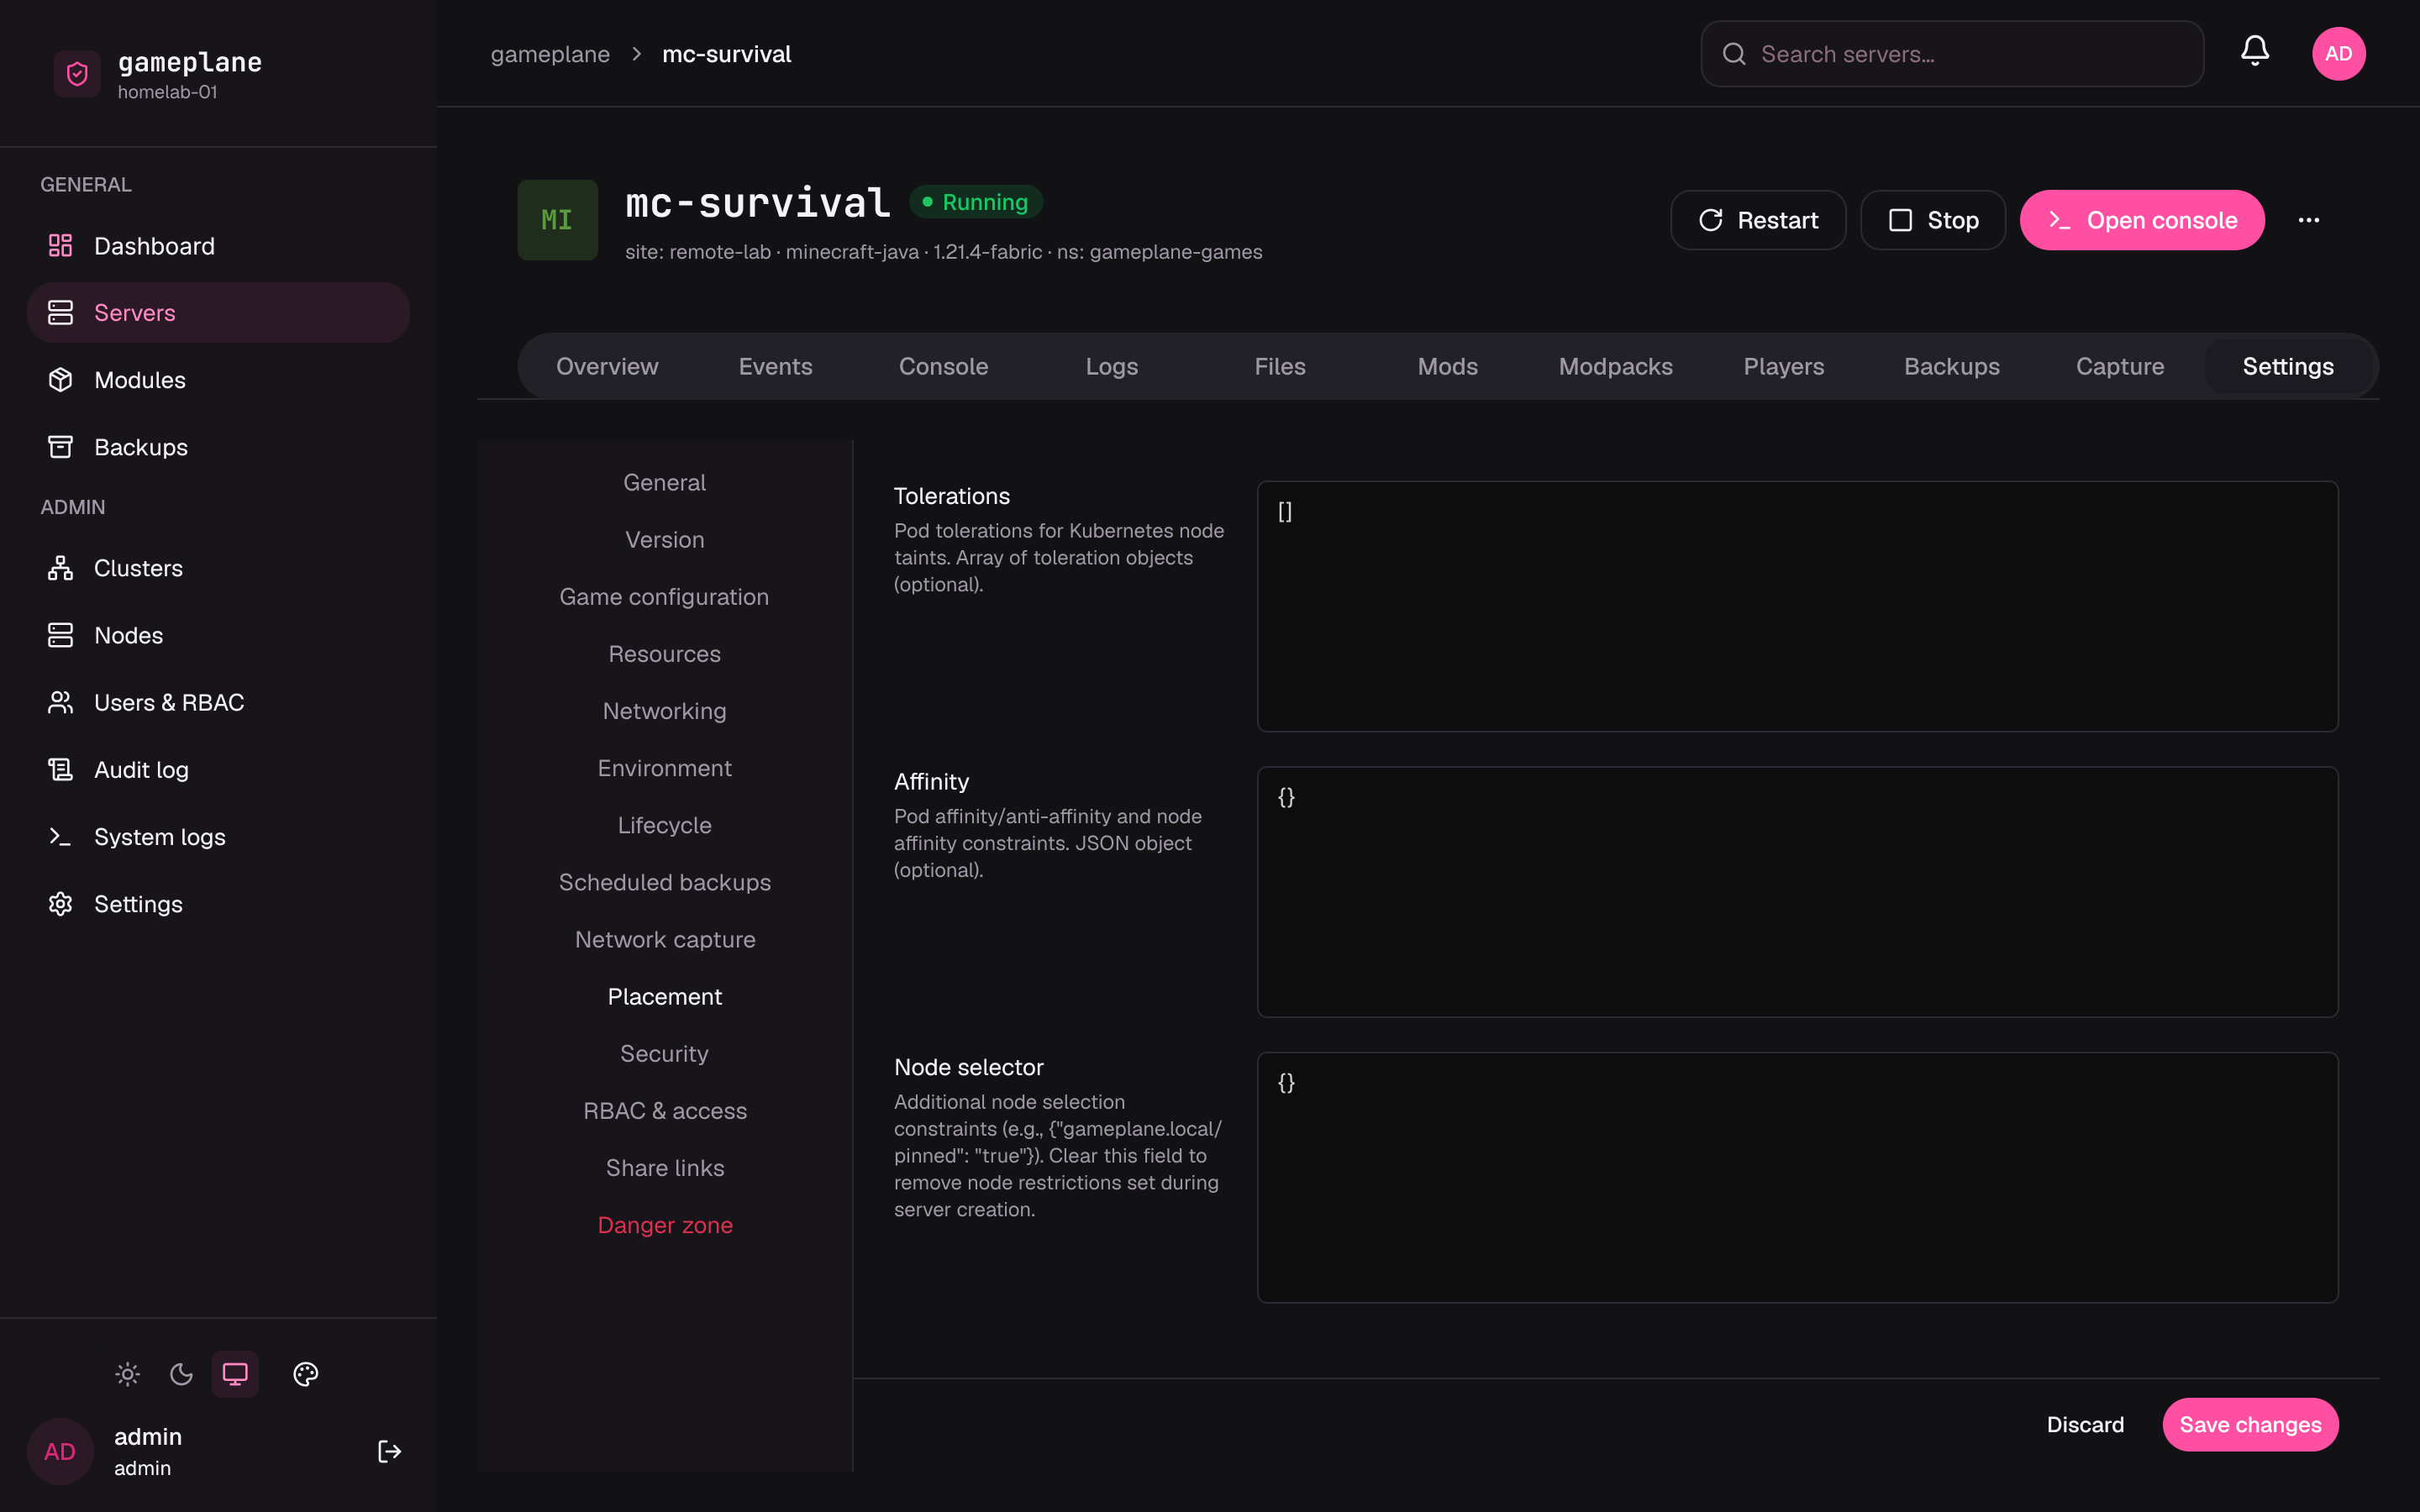 gameplane
homelab-01
GENERAL
Dashboard
Servers
Modules
Backups
ADMIN
Clusters
Nodes
Users & RBAC
Audit log
System logs
Settings
AD
admin
admin
gameplane > mc-survival
Search servers...
AD
MI
mc-survival
Running
site: remote-lab · minecraft-java · 1.21.4-fabric · ns: gameplane-games
Restart
Stop
Open console
Overview
Events
Console
Logs
Files
Mods
Modpacks
Players
Backups
Capture
Settings
General
Version
Game configuration
Resources
Networking
Environment
Lifecycle
Scheduled backups
Network capture
Placement
Security
RBAC & access
Share links
Danger zone
Tolerations
Pod tolerations for Kubernetes node
taints. Array of toleration objects
(optional).
[]
Affinity
Pod affinity/anti-affinity and node
affinity constraints. JSON object
(optional).
{}
Node selector
Additional node selection
constraints (e.g., {"gameplane.local/
pinned": "true"}). Clear this field to
remove node restrictions set during
server creation.
{}
Discard
Save changes